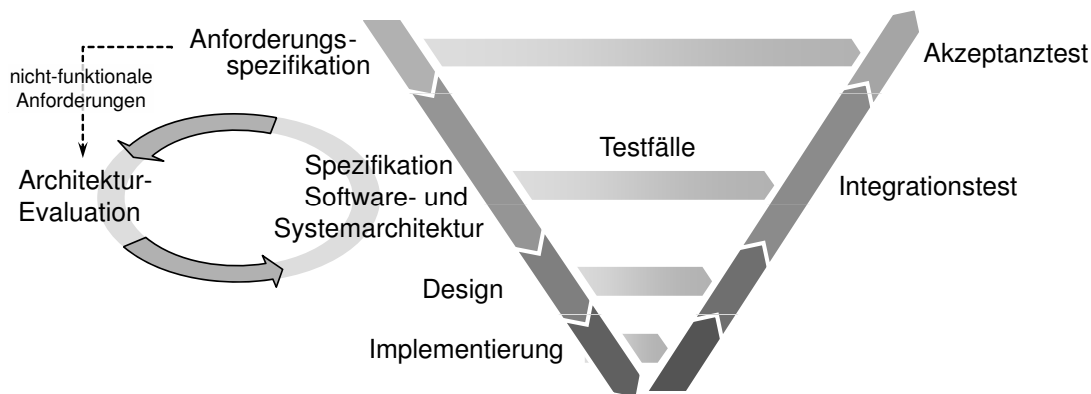 Anforderungs-
spezifikation
nicht-funktionale
Anforderungen
Architektur-
Evaluation
Spezifikation
Software- und
Systemarchitektur
Design
Implementierung
Testfälle
Akzeptanztest
Integrationstest